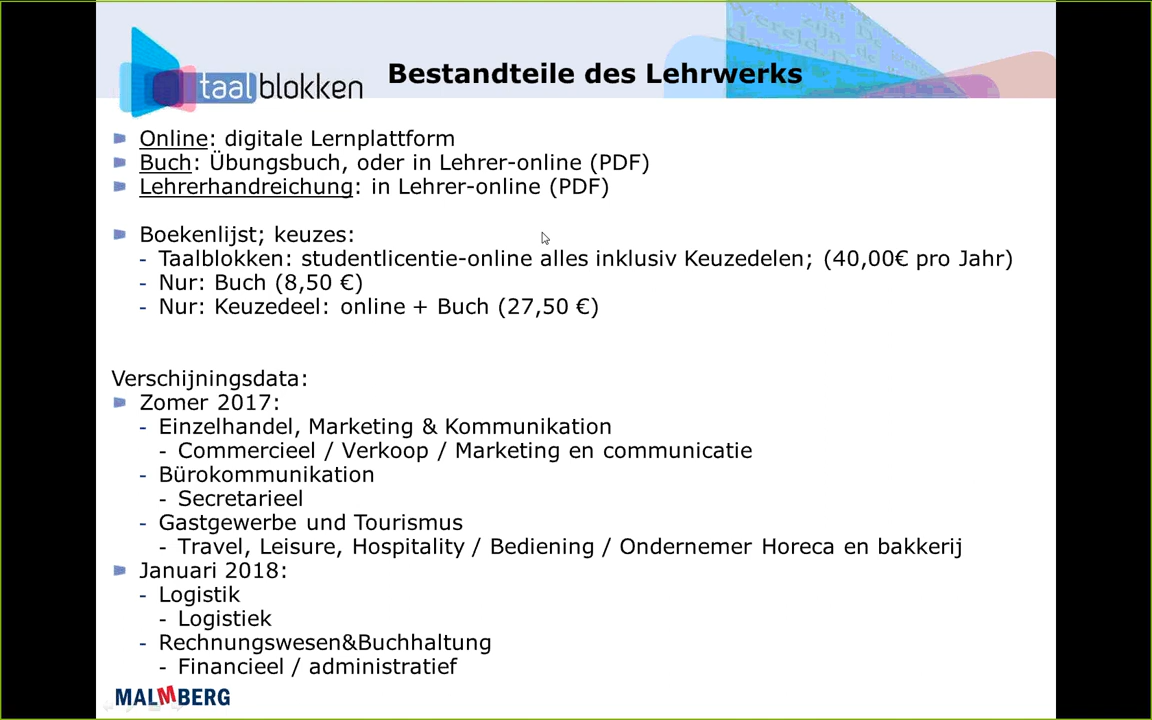 taalblokken
Bestandteile des Lehrwerks
Online: digitale Lernplattform
Buch: Übungsbuch, oder in Lehrer-online (PDF)
Lehrerhandreichung: in Lehrer-online (PDF)
Boekenlijst; keuzes:
- Taalblokken: studentlicentie-online alles inklusiv Keuzedelen; (40,00€ pro Jahr)
- Nur: Buch (8,50 €)
- Nur: Keuzedeel: online + Buch (27,50 €)
Verschijningsdata:
Zomer 2017:
- Einzelhandel, Marketing & Kommunikation
- Commercieel / Verkoop / Marketing en communicatie
- Bürokommunikation
- Secretarieel
- Gastgewerbe und Tourismus
- Travel, Leisure, Hospitality / Bediening / Ondernemer Horeca en bakkerij
Januari 2018:
- Logistik
- Logistiek
- Rechnungswesen&Buchhaltung
- Financieel / administratief
MALMBERG